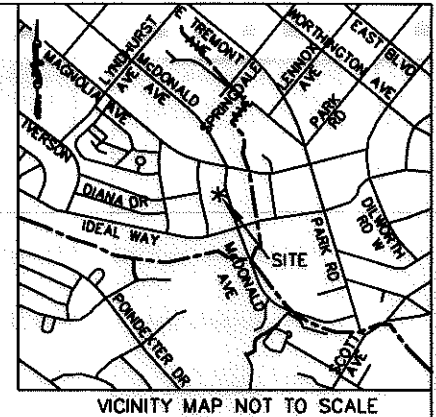 E
TREMONT
AVE
LYNDHURST
AVE
McDONALD
AVE
MAGNOLIA AVE
SPRINGDALE
AVE
LENNOX
AVE
WORTHINGTON AVE
EAST BLVD
PARK
RD
IVERSON
DIANA DR
IDEAL WAY
McDONALD
AVE
SITE
PARK RD
DILWORTH
RD W
POINDEXTER DR
SCOTT
AVE
VICINITY MAP NOT TO SCALE